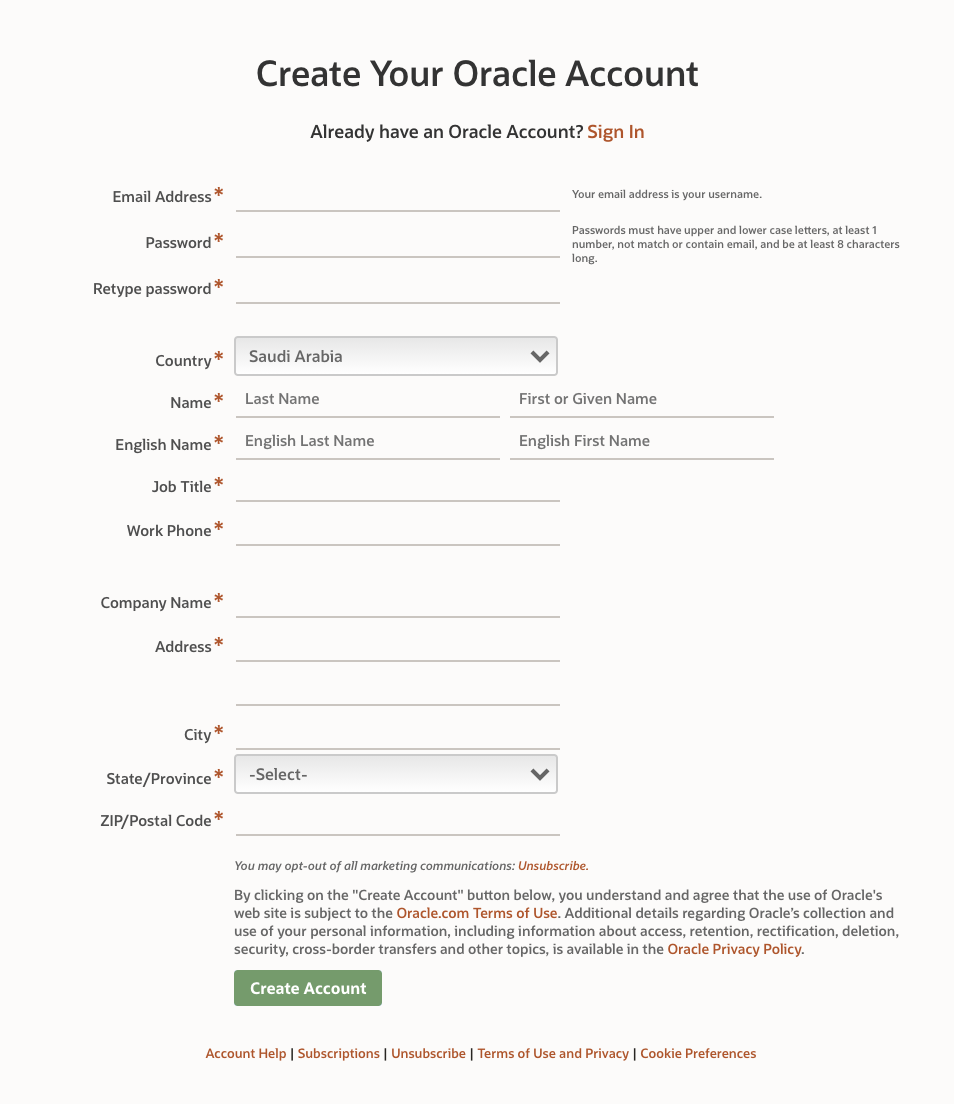 Create Your Oracle Account
Already have an Oracle Account? Sign In
Email Address*
Your email address is your username.
Password*
Passwords must have upper and lower case letters, at least 1
number, not match or contain email, and be at least 8 characters
long.
Retype password*
Country* Saudi Arabia
Name* Last Name First or Given Name
English Name* English Last Name English First Name
Job Title*
Work Phone*
Company Name*
Address*
City*
State/Province* -Select-
ZIP/Postal Code*
You may opt-out of all marketing communications: Unsubscribe.
By clicking on the "Create Account" button below, you understand and agree that the use of Oracle's
web site is subject to the Oracle.com Terms of Use. Additional details regarding Oracle’s collection and
use of your personal information, including information about access, retention, rectification, deletion,
security, cross-border transfers and other topics, is available in the Oracle Privacy Policy.
Create Account
Account Help | Subscriptions | Unsubscribe | Terms of Use and Privacy | Cookie Preferences